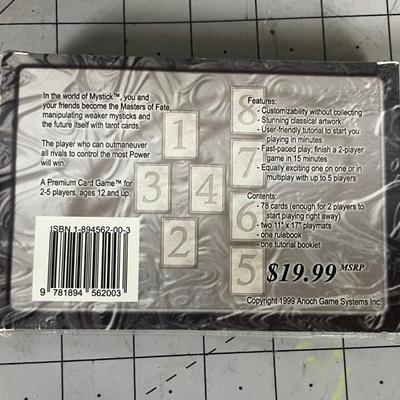 In the world of Mystick™, you and
your friends become the Masters of Fate,
manipulating weaker mysticks and
the future itself with tarot cards.
The player who can outmaneuver
all rivals to control the most Power
will win.
A Premium Card Game™ for
2-5 players, ages 12 and up.
ISBN 1-894562-00-3
9 781894 562003
1
3
4
2
8
7
6
5
Features:
- Customizability without collecting
- Stunning classical artwork
- User-friendly tutorial to start you
playing in minutes
- Fast-paced play; finish a 2-player
game in 15 minutes
- Equally exciting one on one or in
multiplay with up to 5 players
Contents:
- 78 cards (enough for 2 players to
start playing right away)
- two 11" x 17" playmats
- one rulebook
- one tutorial booklet
$19.99 MSRP
Copyright 1999 Anoch Game Systems Inc.